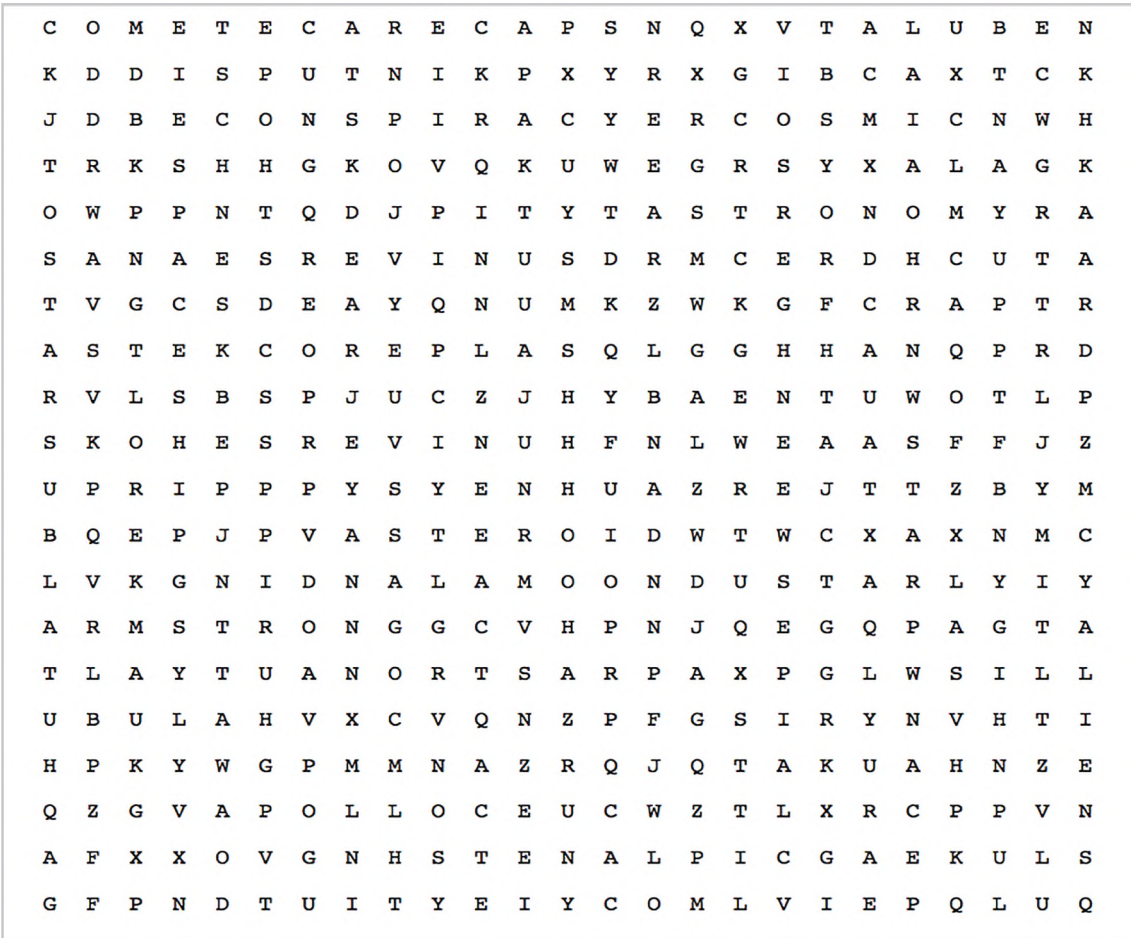 C O M E T E C A R E C A P S N Q X V T A L U B E N
K D D I S P U T N I K P X Y R X G I B C A X T C K
J D B E C O N S P I R A C Y E R C O S M I C N W H
T R K S H H G K O V Q K U W E G R S Y X A L A G K
O W P P N T Q D J P I T Y T A S T R O N O M Y R A
S A N A E S R E V I N U S D R M C E R D H C U T A
T V G C S D E A Y Q N U M K Z W K G F C R A P T R
A S T E K C O R E P L A S Q L G G H H A N Q P R D
R V L S B S P J U C Z J H Y B A E N T U W O T L P
S K O H E S R E V I N U H F N L W E A A S F F J Z
U P R I P P P Y S Y E N H U A Z R E J T T Z B Y M
B Q E P J P V A S T E R O I D W T W C X A X N M C
L V K G N I D N A L A M O O N D U S T A R L Y I Y
A R M S T R O N G G C V H P N J Q E G Q P A G T A
T L A Y T U A N O R T S A R P A X P G L W S I L L
U B U L A H V X C V Q N Z P F G S I R Y N V H T I
H P K Y W G P M M N A Z R Q J Q T A K U A H N Z E
Q Z G V A P O L L O C E U C W Z T L X R C P P V N
A F X X O V G N H S T E N A L P I C G A E K U L S
G F P N D T U I T Y E I Y C O M L V I E P Q L U Q